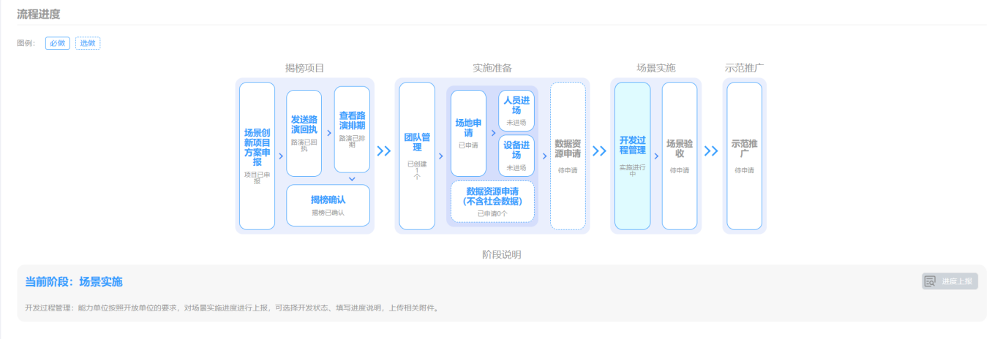 流程进度
图例：
必做
选做
揭榜项目
实施准备
场景实施
示范推广
场景创
新项目
方案申
报
项目已申
报
发送路
演回执
路演已回
执
查看路
演排期
路演已排
期
揭榜确认
揭榜已确认
团队管
理
已创建
1
个
场地申
请
已申请
人员进
场
未进场
设备进
场
未进场
数据资源申请
（不含社会数据）
已申请0个
数据资
源申请
待申请
开发过
程管理
实施进行
中
场景验
收
待申请
示范推
广
待申请
阶段说明
当前阶段：场景实施
进度上报
开发过程管理：能力单位按照开放单位的要求，对场景实施进度进行上报，可选择开发状态、填写进度说明，上传相关附件。